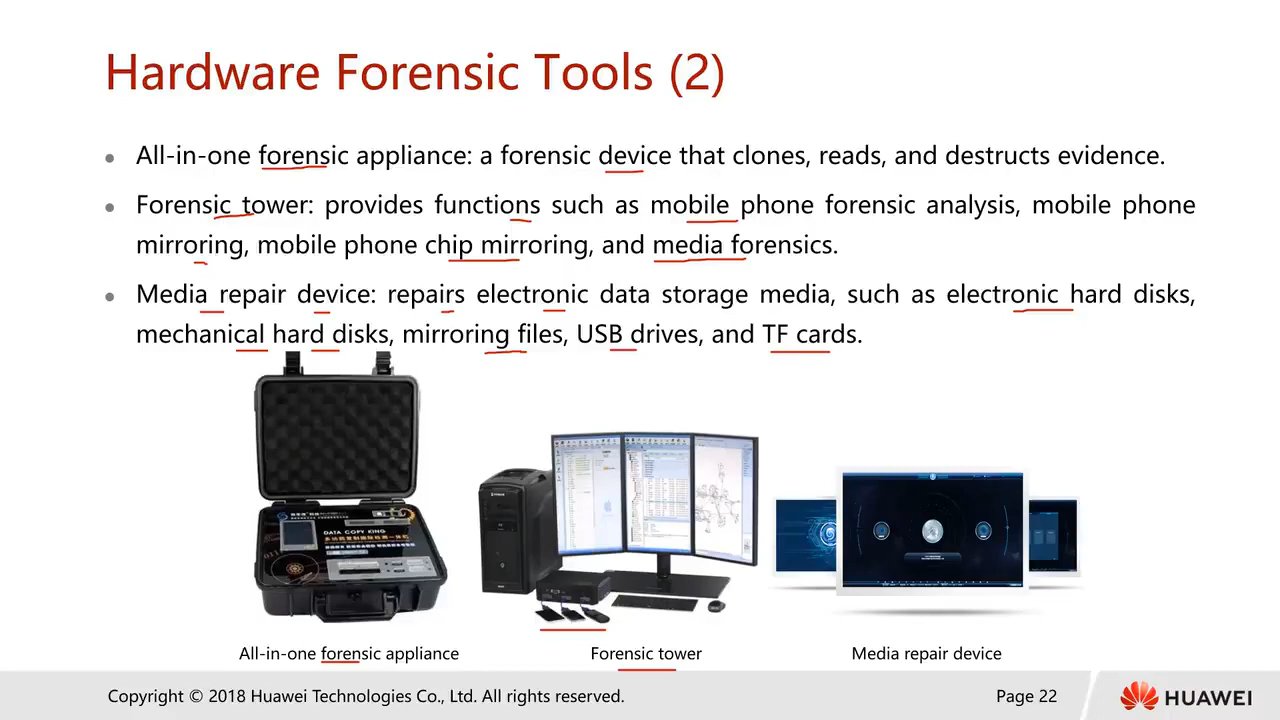 Hardware Forensic Tools (2)
All-in-one forensic appliance: a forensic device that clones, reads, and destructs evidence.
Forensic tower: provides functions such as mobile phone forensic analysis, mobile phone
mirroring, mobile phone chip mirroring, and media forensics.
Media repair device: repairs electronic data storage media, such as electronic hard disks,
mechanical hard disks, mirroring files, USB drives, and TF cards.
DATA COPY KING
All-in-one forensic appliance
Forensic tower
Media repair device
Copyright © 2018 Huawei Technologies Co., Ltd. All rights reserved.
Page 22
HUAWEI